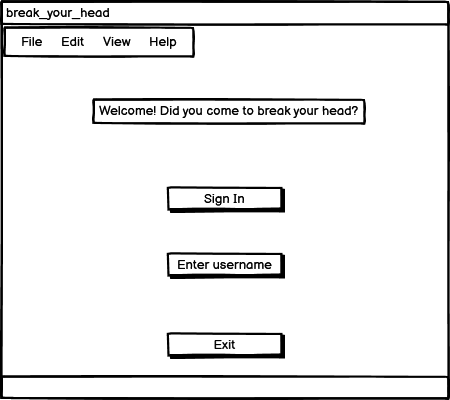 break_your_head
File Edit View Help
Welcome! Did you come to break your head?
Sign In
Enter username
Exit